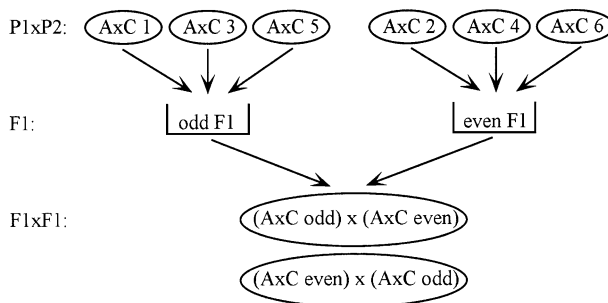 P1xP2: AxC 1 AxC 3 AxC 5 AxC 2 AxC 4 AxC 6
F1: odd F1 even F1
F1xF1: (AxC odd) x (AxC even)
(AxC even) x (AxC odd)